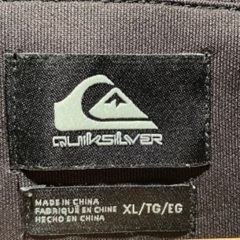 QUIKSILVER
MADE IN CHINA
FABRIQUÉ EN CHINE
HECHO EN CHINA
XL/TG/EG